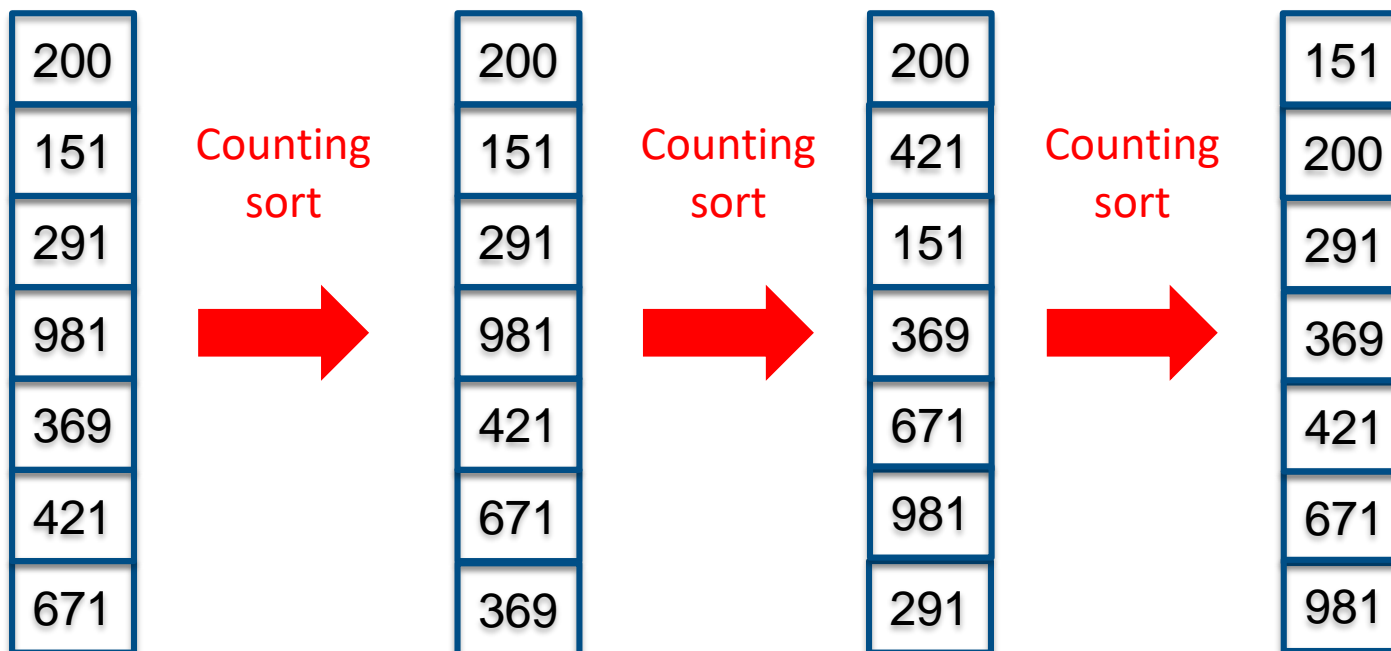 200 200 200 151
151 Counting 151 Counting 421 Counting 200
sort sort sort
291 291 151 291
981 981 369 369
369 421 671 421
421 671 981 671
671 369 291 981